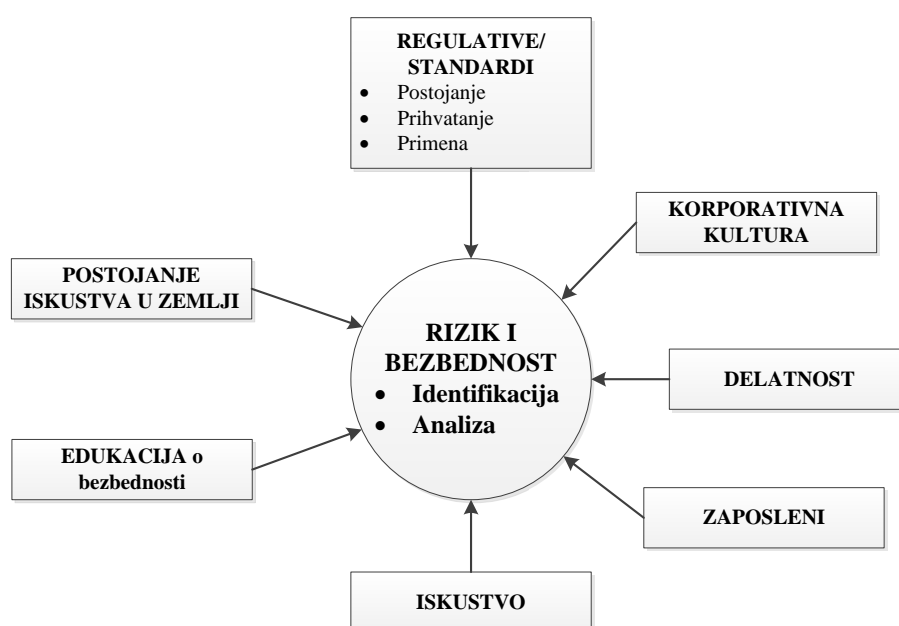 REGULATIVE/
STANDARDI
• Postojanje
• Prihvatanje
• Primena
KORPORATIVNA
KULTURA
POSTOJANJE
ISKUSTVA U ZEMLJI
RIZIK I
BEZBEDNOST
• Identifikacija
• Analiza
DELATNOST
EDUKACIJA o
bezbednosti
ZAPOSLENI
ISKUSTVO